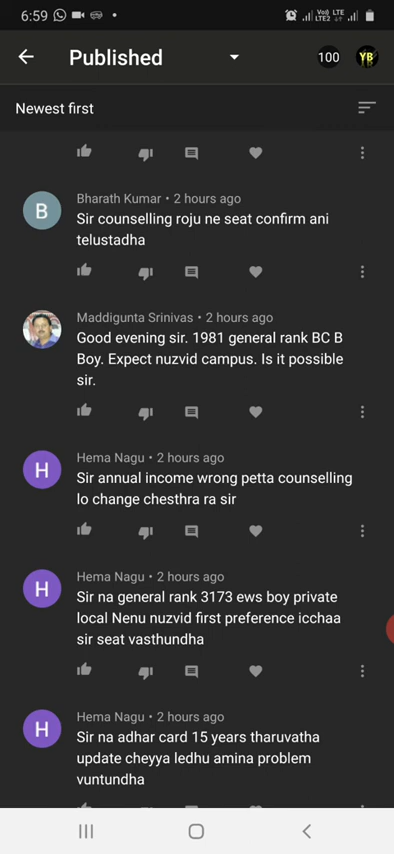 6:59
Vo) LTE
LTE2
Published
100
YB
Newest first
Bharath Kumar • 2 hours ago
B
Sir counselling roju ne seat confirm ani
telustadha
Maddigunta Srinivas • 2 hours ago
Good evening sir. 1981 general rank BC B
Boy. Expect nuzvid campus. Is it possible
sir.
Hema Nagu • 2 hours ago
H
Sir annual income wrong petta counselling
lo change chesthra ra sir
Hema Nagu • 2 hours ago
H
Sir na general rank 3173 ews boy private
local Nenu nuzvid first preference icchaa
sir seat vasthundha
Hema Nagu • 2 hours ago
H
Sir na adhar card 15 years tharuvatha
update cheyya ledhu amina problem
vuntundha